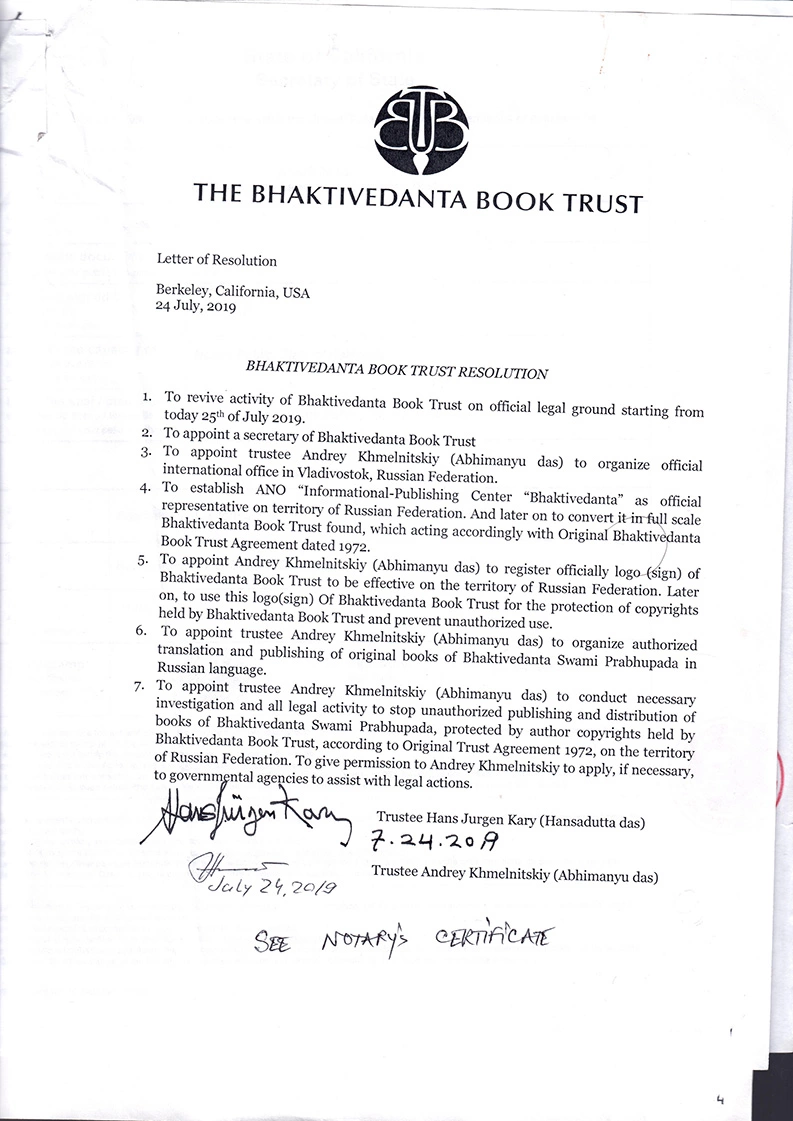 BTB
THE BHAKTIVEDANTA BOOK TRUST
Letter of Resolution
Berkeley, California, USA
24 July, 2019
BHAKTIVEDANTA BOOK TRUST RESOLUTION
1. To revive activity of Bhaktivedanta Book Trust on official legal ground starting from
today 25th of July 2019.
2. To appoint a secretary of Bhaktivedanta Book Trust
3. To appoint trustee Andrey Khmelnitskiy (Abhimanyu das) to organize official
international office in Vladivostok, Russian Federation.
4. To establish ANO “Informational-Publishing Center “Bhaktivedanta” as official
representative on territory of Russian Federation. And later on to convert it in full scale
Bhaktivedanta Book Trust found, which acting accordingly with Original Bhaktivedanta
Book Trust Agreement dated 1972.
5. To appoint Andrey Khmelnitskiy (Abhimanyu das) to register officially logo (sign) of
Bhaktivedanta Book Trust to be effective on the territory of Russian Federation. Later
on, to use this logo(sign) Of Bhaktivedanta Book Trust for the protection of copyrights
held by Bhaktivedanta Book Trust and prevent unauthorized use.
6. To appoint trustee Andrey Khmelnitskiy (Abhimanyu das) to organize authorized
translation and publishing of original books of Bhaktivedanta Swami Prabhupada in
Russian language.
7. To appoint trustee Andrey Khmelnitskiy (Abhimanyu das) to conduct necessary
investigation and all legal activity to stop unauthorized publishing and distribution of
books of Bhaktivedanta Swami Prabhupada, protected by author copyrights held by
Bhaktivedanta Book Trust, according to Original Trust Agreement 1972, on the territory
of Russian Federation. To give permission to Andrey Khmelnitskiy to apply, if necessary,
to governmental agencies to assist with legal actions.
Hans Jürgen Kary
Trustee Hans Jurgen Kary (Hansadutta das)
7.24.2019
Trustee Andrey Khmelnitskiy (Abhimanyu das)
July 24, 2019
SEE NOTARY'S CERTIFICATE
4